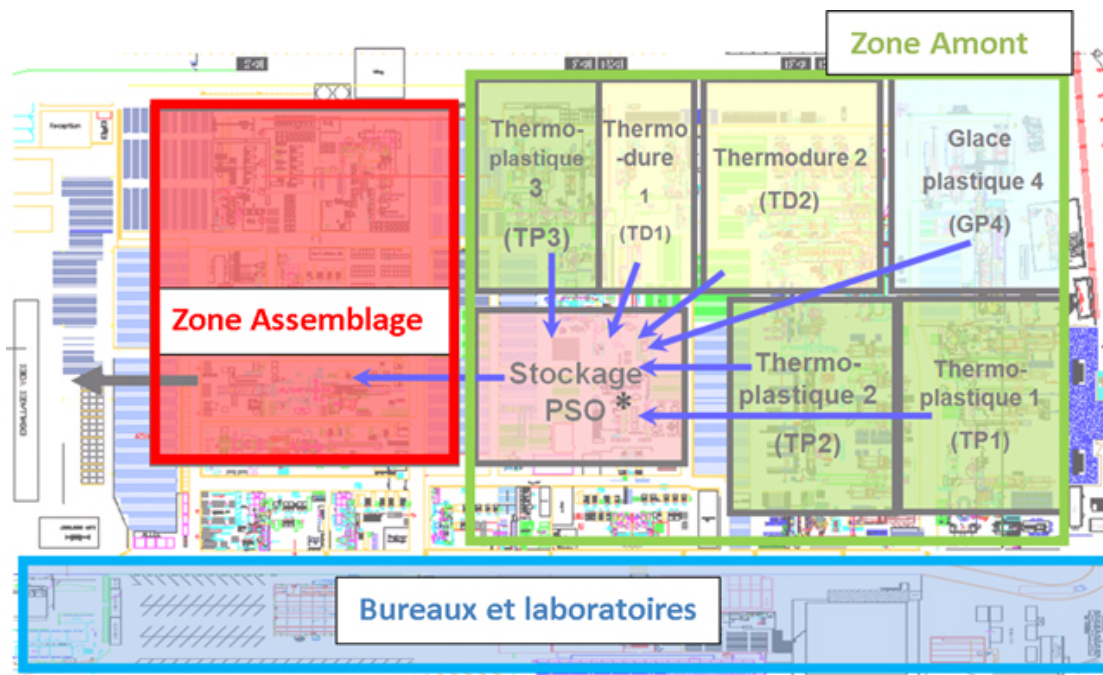 Zone Amont
Reception
Thermo-
plastique
3
(TP3)
Thermo
-dure
1
(TD1)
Thermodure 2
(TD2)
Glace
plastique 4
(GP4)
Zone Assemblage
Stockage
PSO*
Thermo-
plastique 2
(TP2)
Thermo-
plastique 1
(TP1)
Bureaux et laboratoires